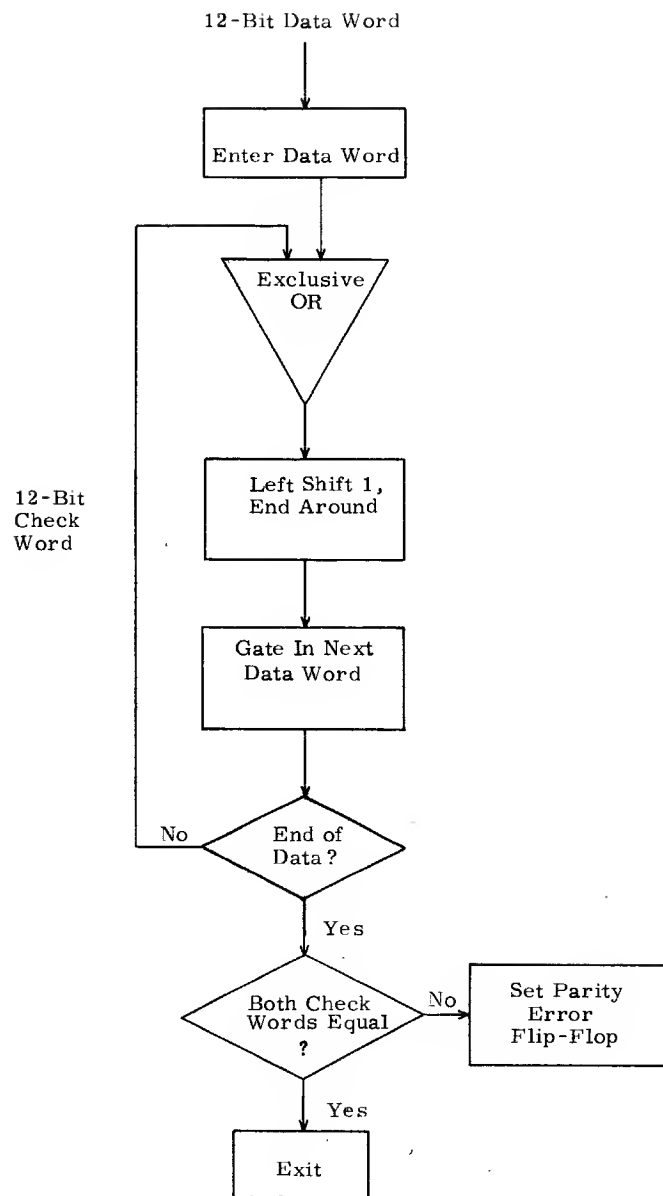 12-Bit Data Word
Enter Data Word
Exclusive
OR
Left Shift 1,
End Around
12-Bit
Check
Word
Gate In Next
Data Word
No
End of
Data?
Yes
Both Check
Words Equal
?
No
Set Parity
Error
Flip-Flop
Yes
Exit